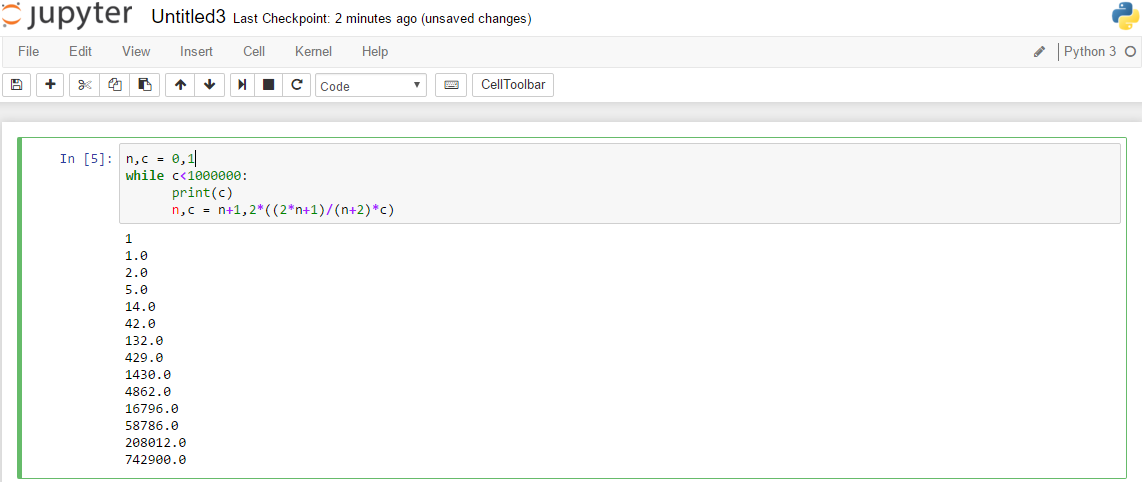 jupyter Untitled3 Last Checkpoint: 2 minutes ago (unsaved changes)
File Edit View Insert Cell Kernel Help Python 3
Code CellToolbar
In [5]: n,c = 0,1
while c<1000000:
print(c)
n,c = n+1,2*((2*n+1)/(n+2)*c)
1
1.0
2.0
5.0
14.0
42.0
132.0
429.0
1430.0
4862.0
16796.0
58786.0
208012.0
742900.0